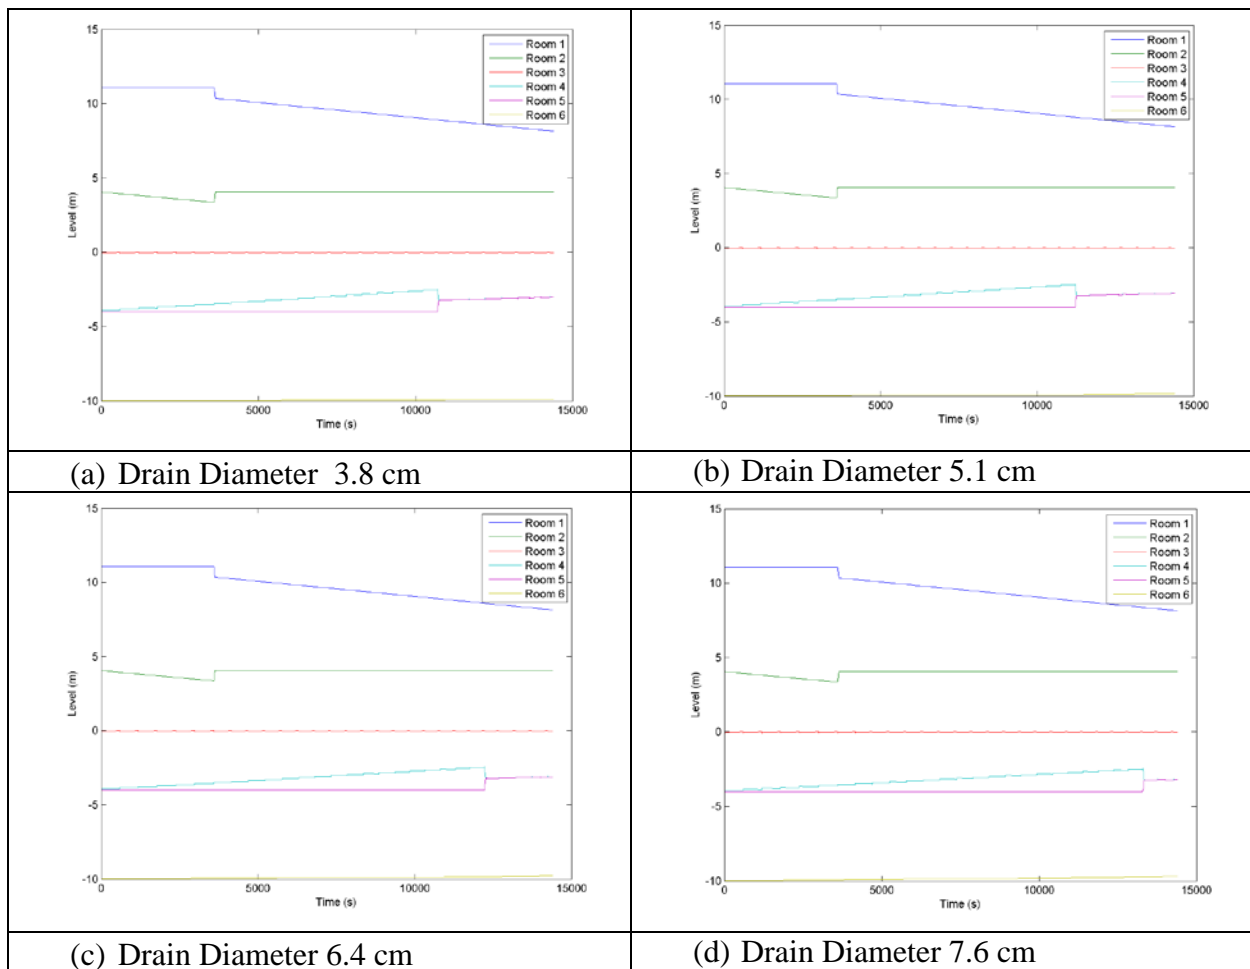 15
10
5
0
-5
-10
Level (m)
0
5000
10000
15000
Time (s)
Room 1
Room 2
Room 3
Room 4
Room 5
Room 6
(a) Drain Diameter 3.8 cm
15
10
5
0
-5
-10
Level (m)
0
5000
10000
15000
Time (s)
Room 1
Room 2
Room 3
Room 4
Room 5
Room 6
(b) Drain Diameter 5.1 cm
15
10
5
0
-5
-10
Level (m)
0
5000
10000
15000
Time (s)
Room 1
Room 2
Room 3
Room 4
Room 5
Room 6
(c) Drain Diameter 6.4 cm
15
10
5
0
-5
-10
Level (m)
0
5000
10000
15000
Time (s)
Room 1
Room 2
Room 3
Room 4
Room 5
Room 6
(d) Drain Diameter 7.6 cm